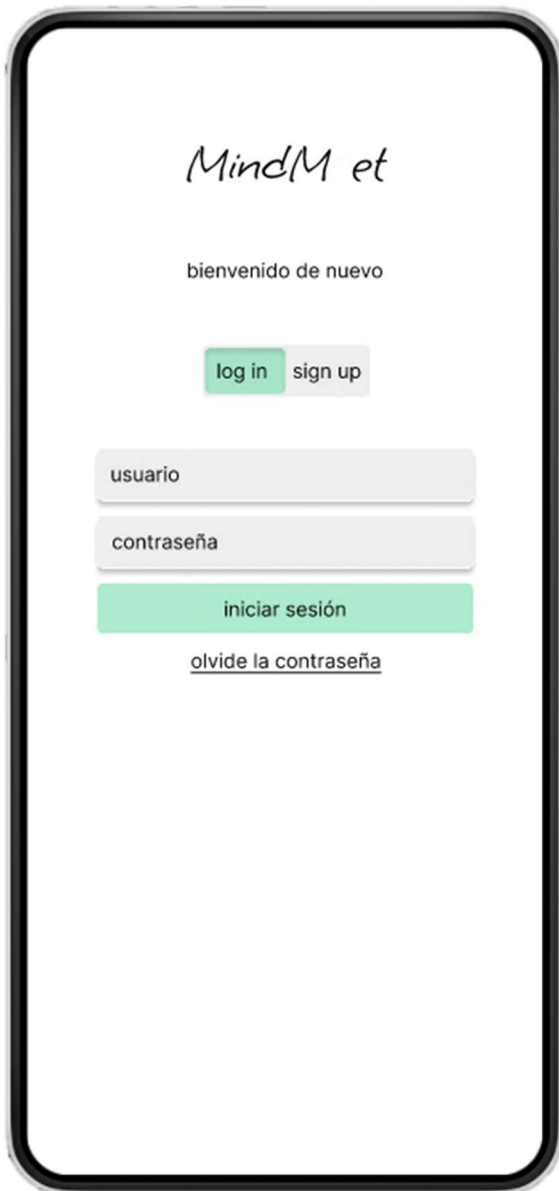 MindM et
bienvenido de nuevo
log in sign up
usuario
contraseña
iniciar sesión
olvide la contraseña